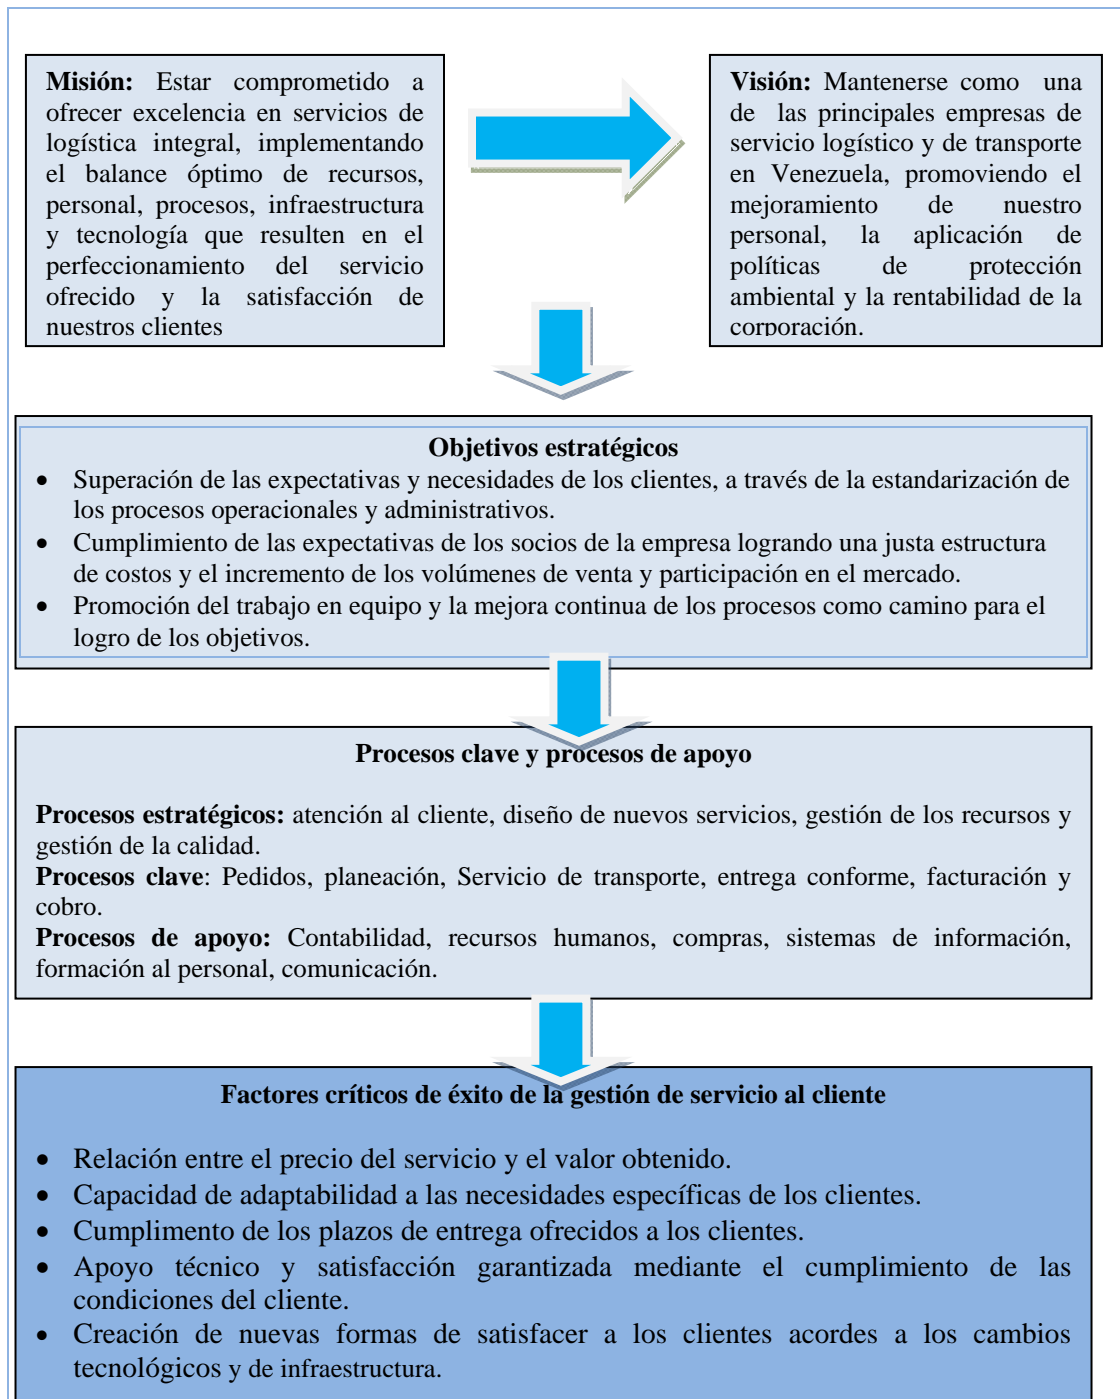 Misión: Estar comprometido a
ofrecer excelencia en servicios de
logística integral, implementando
el balance óptimo de recursos,
personal, procesos, infraestructura
y tecnología que resulten en el
perfeccionamiento del servicio
ofrecido y la satisfacción de
nuestros clientes
Visión: Mantenerse como una
de las principales empresas de
servicio logístico y de transporte
en Venezuela, promoviendo el
mejoramiento de nuestro
personal, la aplicación de
políticas de protección
ambiental y la rentabilidad de la
corporación.
Objetivos estratégicos
• Superación de las expectativas y necesidades de los clientes, a través de la estandarización de
los procesos operacionales y administrativos.
• Cumplimiento de las expectativas de los socios de la empresa logrando una justa estructura
de costos y el incremento de los volúmenes de venta y participación en el mercado.
• Promoción del trabajo en equipo y la mejora continua de los procesos como camino para el
logro de los objetivos.
Procesos clave y procesos de apoyo
Procesos estratégicos: atención al cliente, diseño de nuevos servicios, gestión de los recursos y
gestión de la calidad.
Procesos clave: Pedidos, planeación, Servicio de transporte, entrega conforme, facturación y
cobro.
Procesos de apoyo: Contabilidad, recursos humanos, compras, sistemas de información,
formación al personal, comunicación.
Factores críticos de éxito de la gestión de servicio al cliente
• Relación entre el precio del servicio y el valor obtenido.
• Capacidad de adaptabilidad a las necesidades específicas de los clientes.
• Cumplimento de los plazos de entrega ofrecidos a los clientes.
• Apoyo técnico y satisfacción garantizada mediante el cumplimiento de las
condiciones del cliente.
• Creación de nuevas formas de satisfacer a los clientes acordes a los cambios
tecnológicos y de infraestructura.